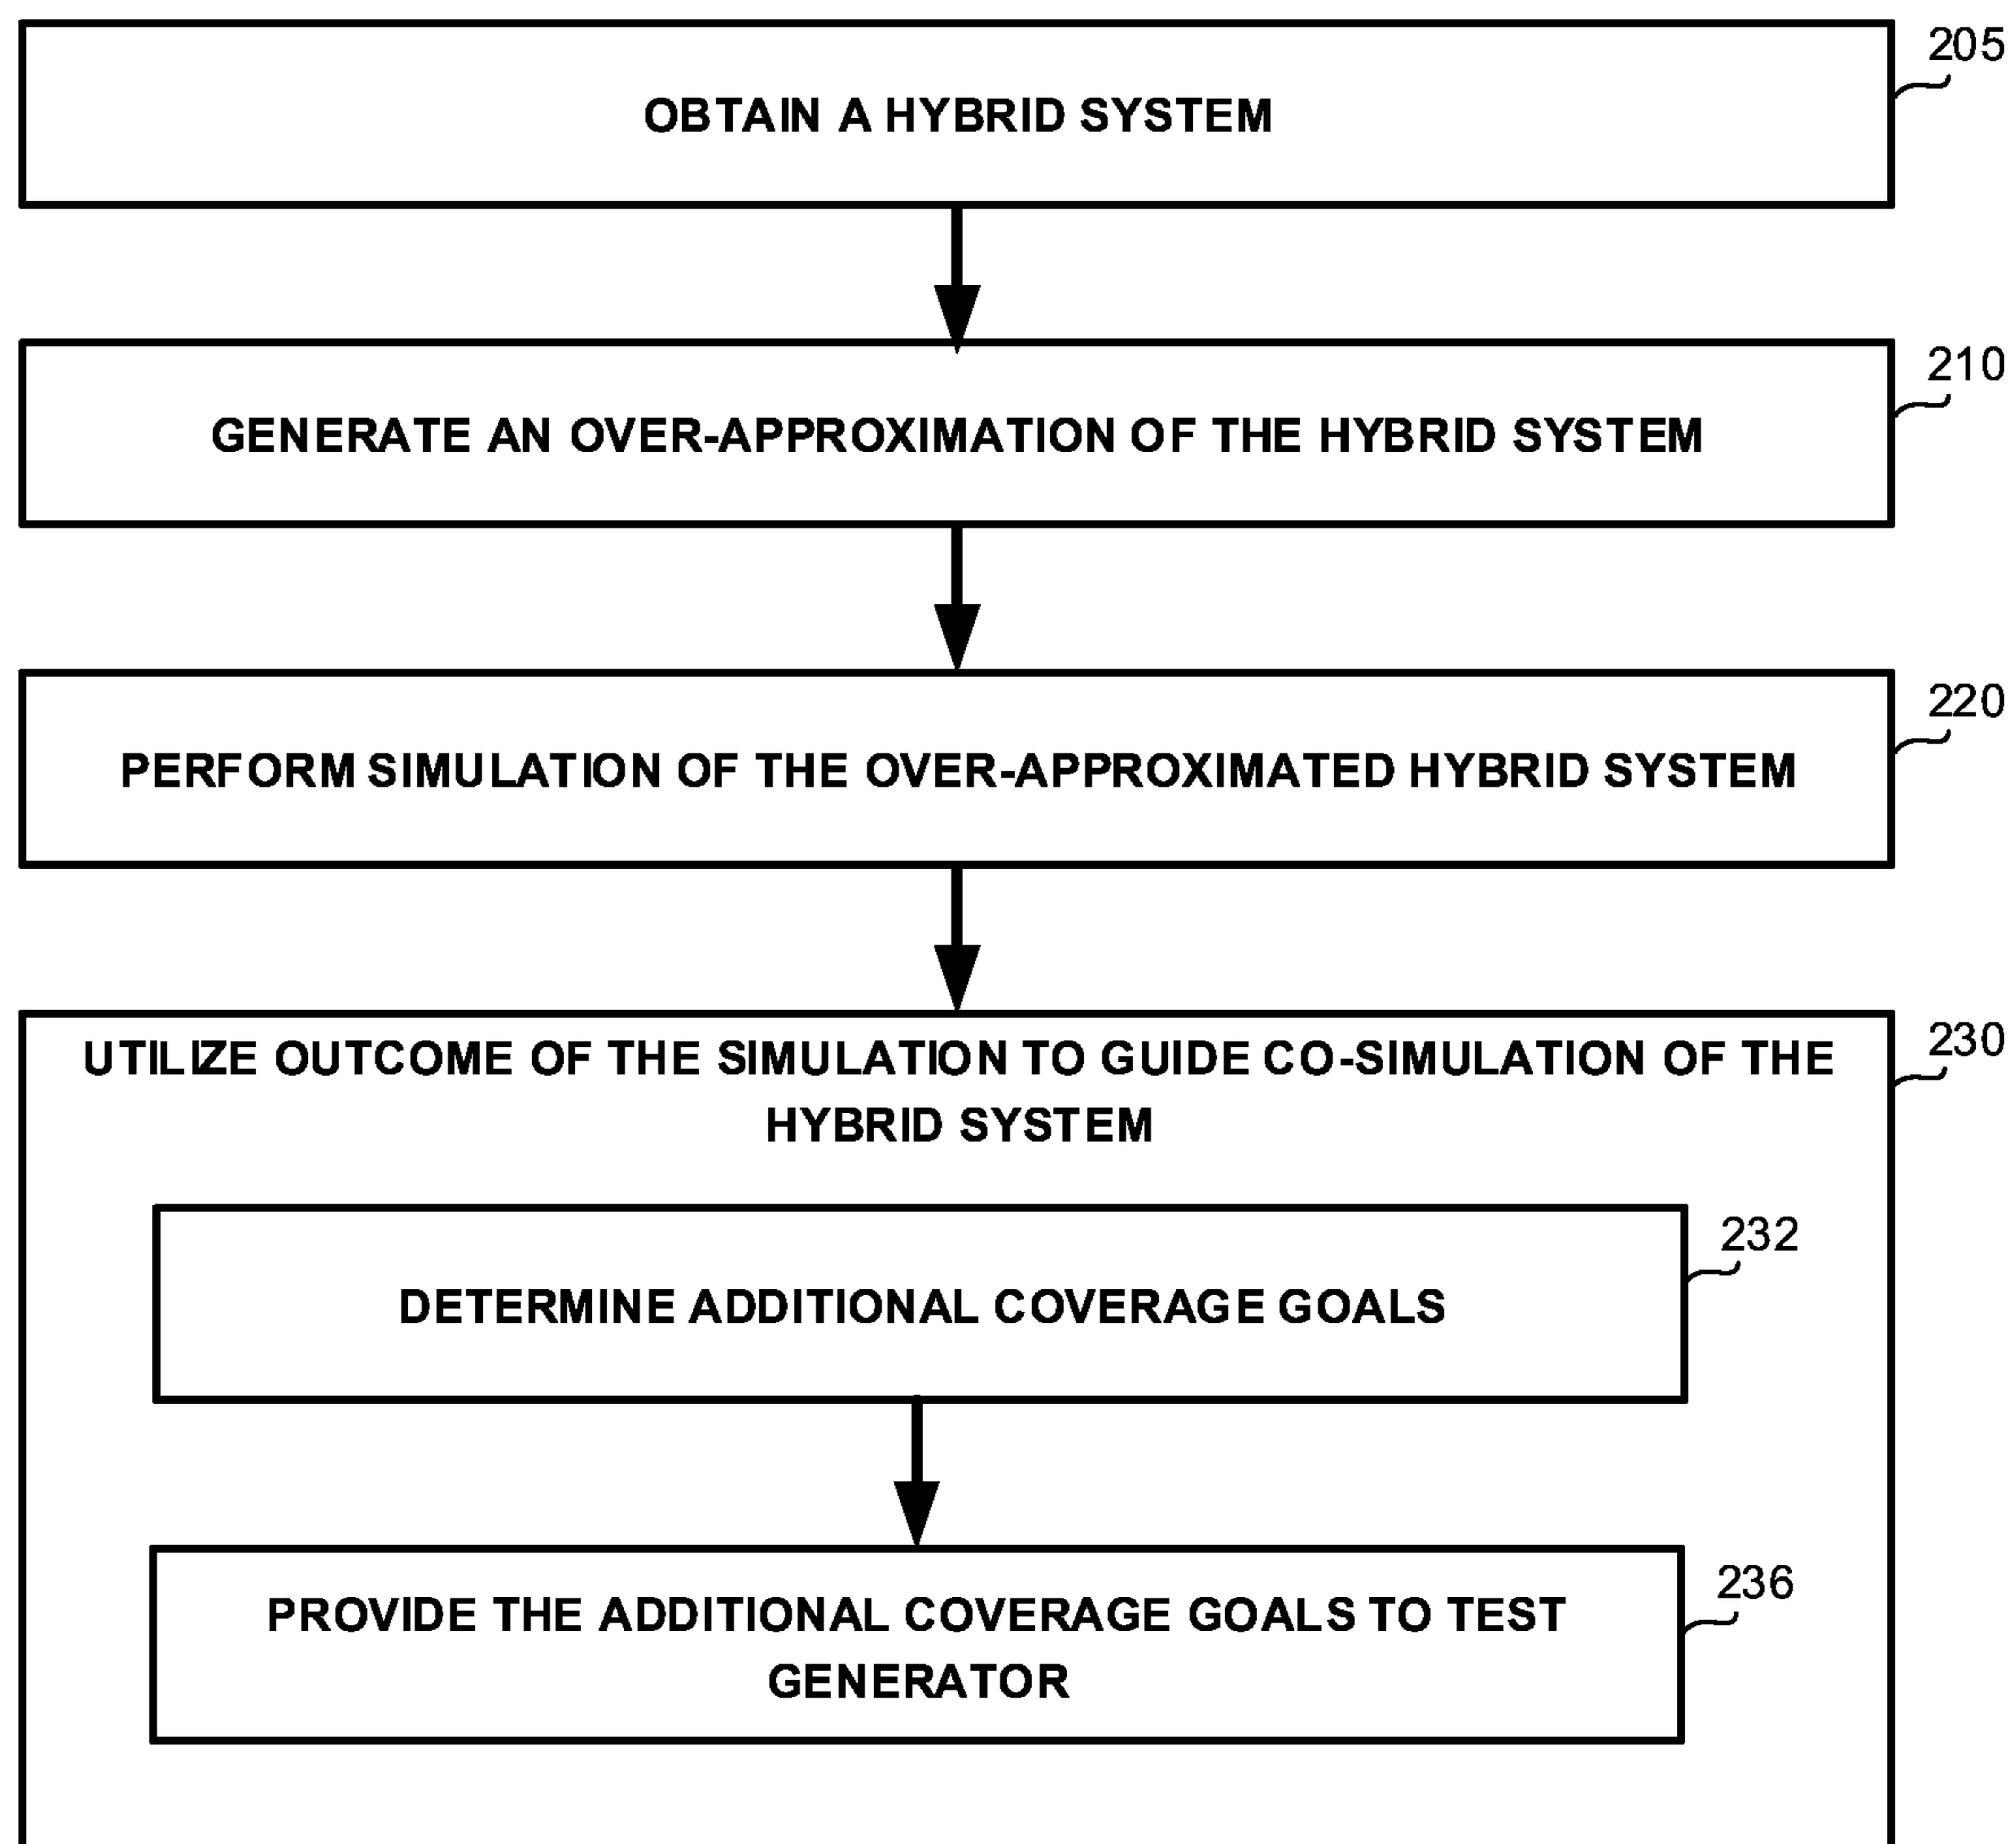 205
OBTAIN A HYBRID SYSTEM
210
GENERATE AN OVER-APPROXIMATION OF THE HYBRID SYSTEM
220
PERFORM SIMULATION OF THE OVER-APPROXIMATED HYBRID SYSTEM
230
UTILIZE OUTCOME OF THE SIMULATION TO GUIDE CO-SIMULATION OF THE
HYBRID SYSTEM
232
DETERMINE ADDITIONAL COVERAGE GOALS
236
PROVIDE THE ADDITIONAL COVERAGE GOALS TO TEST
GENERATOR